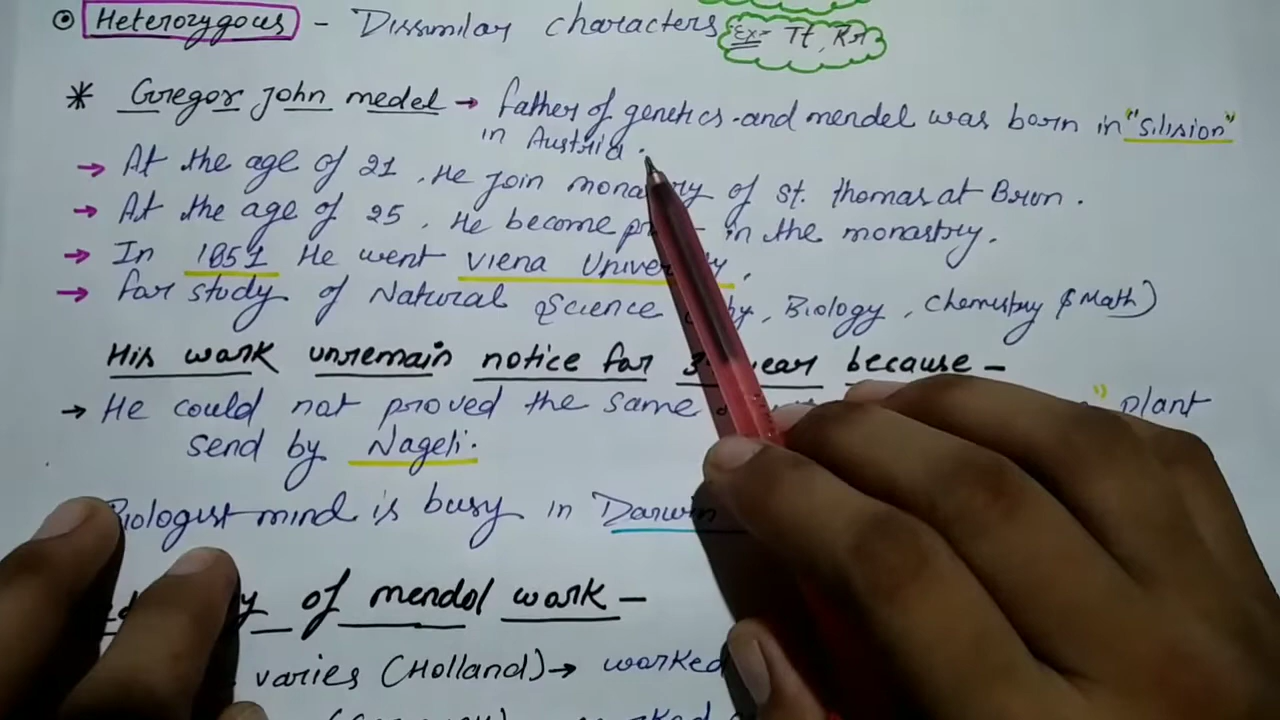 Heterozygous - Dissimilar characters Ex- Tt, Rr
* Gregor john medel → father of genetics and mendel was born in "silision"
in Austria.
→ At the age of 21, He join monastry of St. thomas at Brun.
→ At the age of 25, He become in the monastry.
→ In 1851 He went viena University.
→ for study of Natural Science , Biology, chemistry & Math)
His work unremain notice for year because -
→ He could not proved the same plant
send by Nageli.
Biologist mind is busy in Darwin
of mendol work -
varies (Holland) → worked